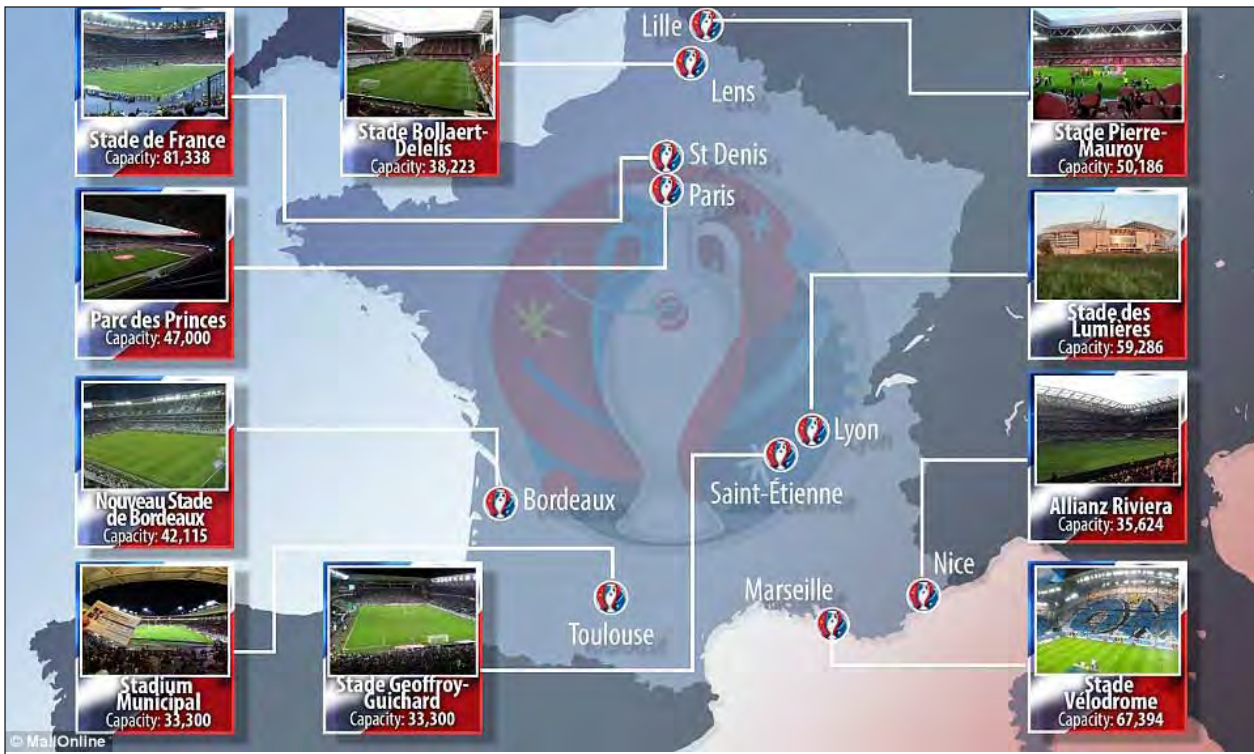 Stade de France
Capacity: 81,338
Stade Bollaert-
Delelis
Capacity: 38,223
Lille
Lens
Stade Pierre-
Mauroy
Capacity: 50,186
St Denis
Paris
Parc des Princes
Capacity: 47,000
Stade des
Lumières
Capacity: 59,286
Nouveau Stade
de Bordeaux
Capacity: 42,115
Bordeaux
Lyon
Saint-Étienne
Allianz Riviera
Capacity: 35,624
Stadium
Municipal
Capacity: 33,300
Stade Geoffroy-
Guichard
Capacity: 33,300
Toulouse
Marseille
Nice
Stade
Vélodrome
Capacity: 67,394
© MailOnline